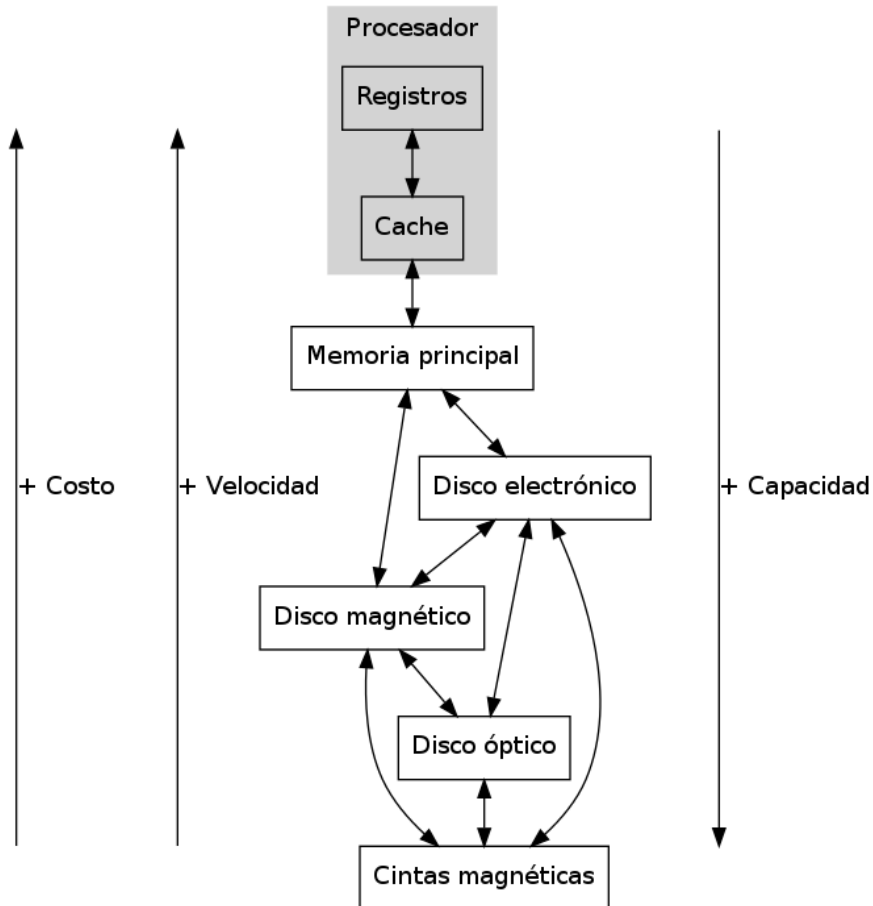 Procesador
Registros
Cache
Memoria principal
+ Costo
+ Velocidad
Disco electrónico
+ Capacidad
Disco magnético
Disco óptico
Cintas magnéticas